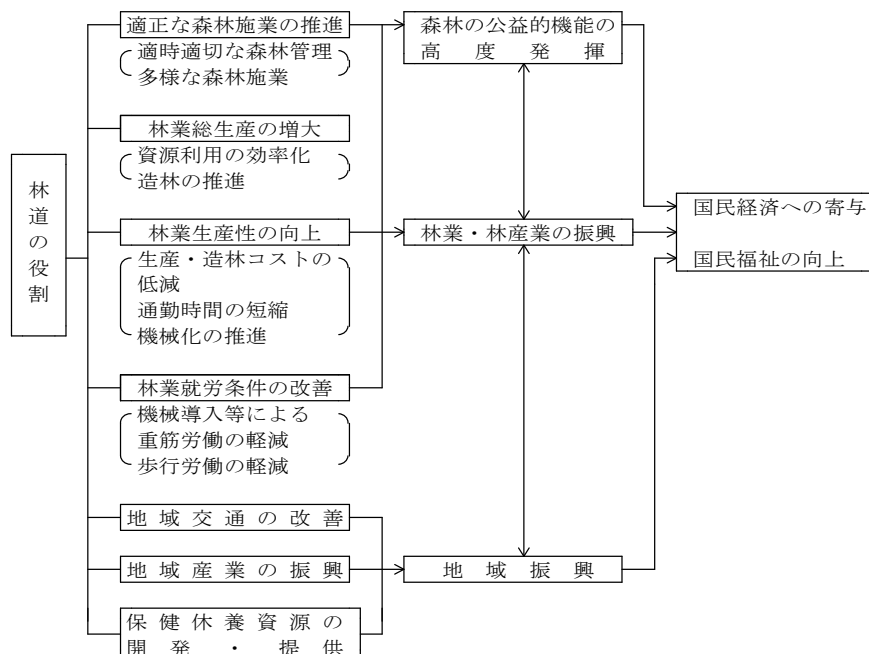 林道の役割
適正な森林施業の推進
適時適切な森林管理
多様な森林施業
林業総生産の増大
資源利用の効率化
造林の推進
林業生産性の向上
生産・造林コストの
低減
通勤時間の短縮
機械化の推進
林業就労条件の改善
機械導入等による
重筋労働の軽減
歩行労働の軽減
地域交通の改善
地域産業の振興
保健休養資源の
開発・提供
森林の公益的機能の
高度発揮
林業・林産業の振興
地域振興
国民経済への寄与
国民福祉の向上